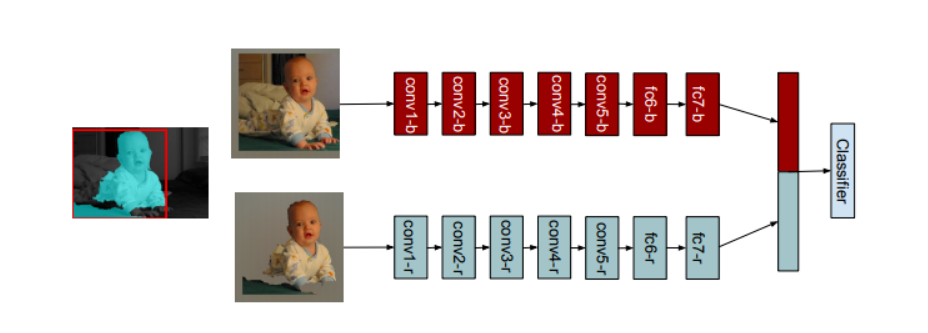 conv1-b
conv2-b
conv3-b
conv4-b
conv5-b
fc6-b
fc7-b
Classifier
conv1-r
conv2-r
conv3-r
conv4-r
conv5-r
fc6-r
fc7-r